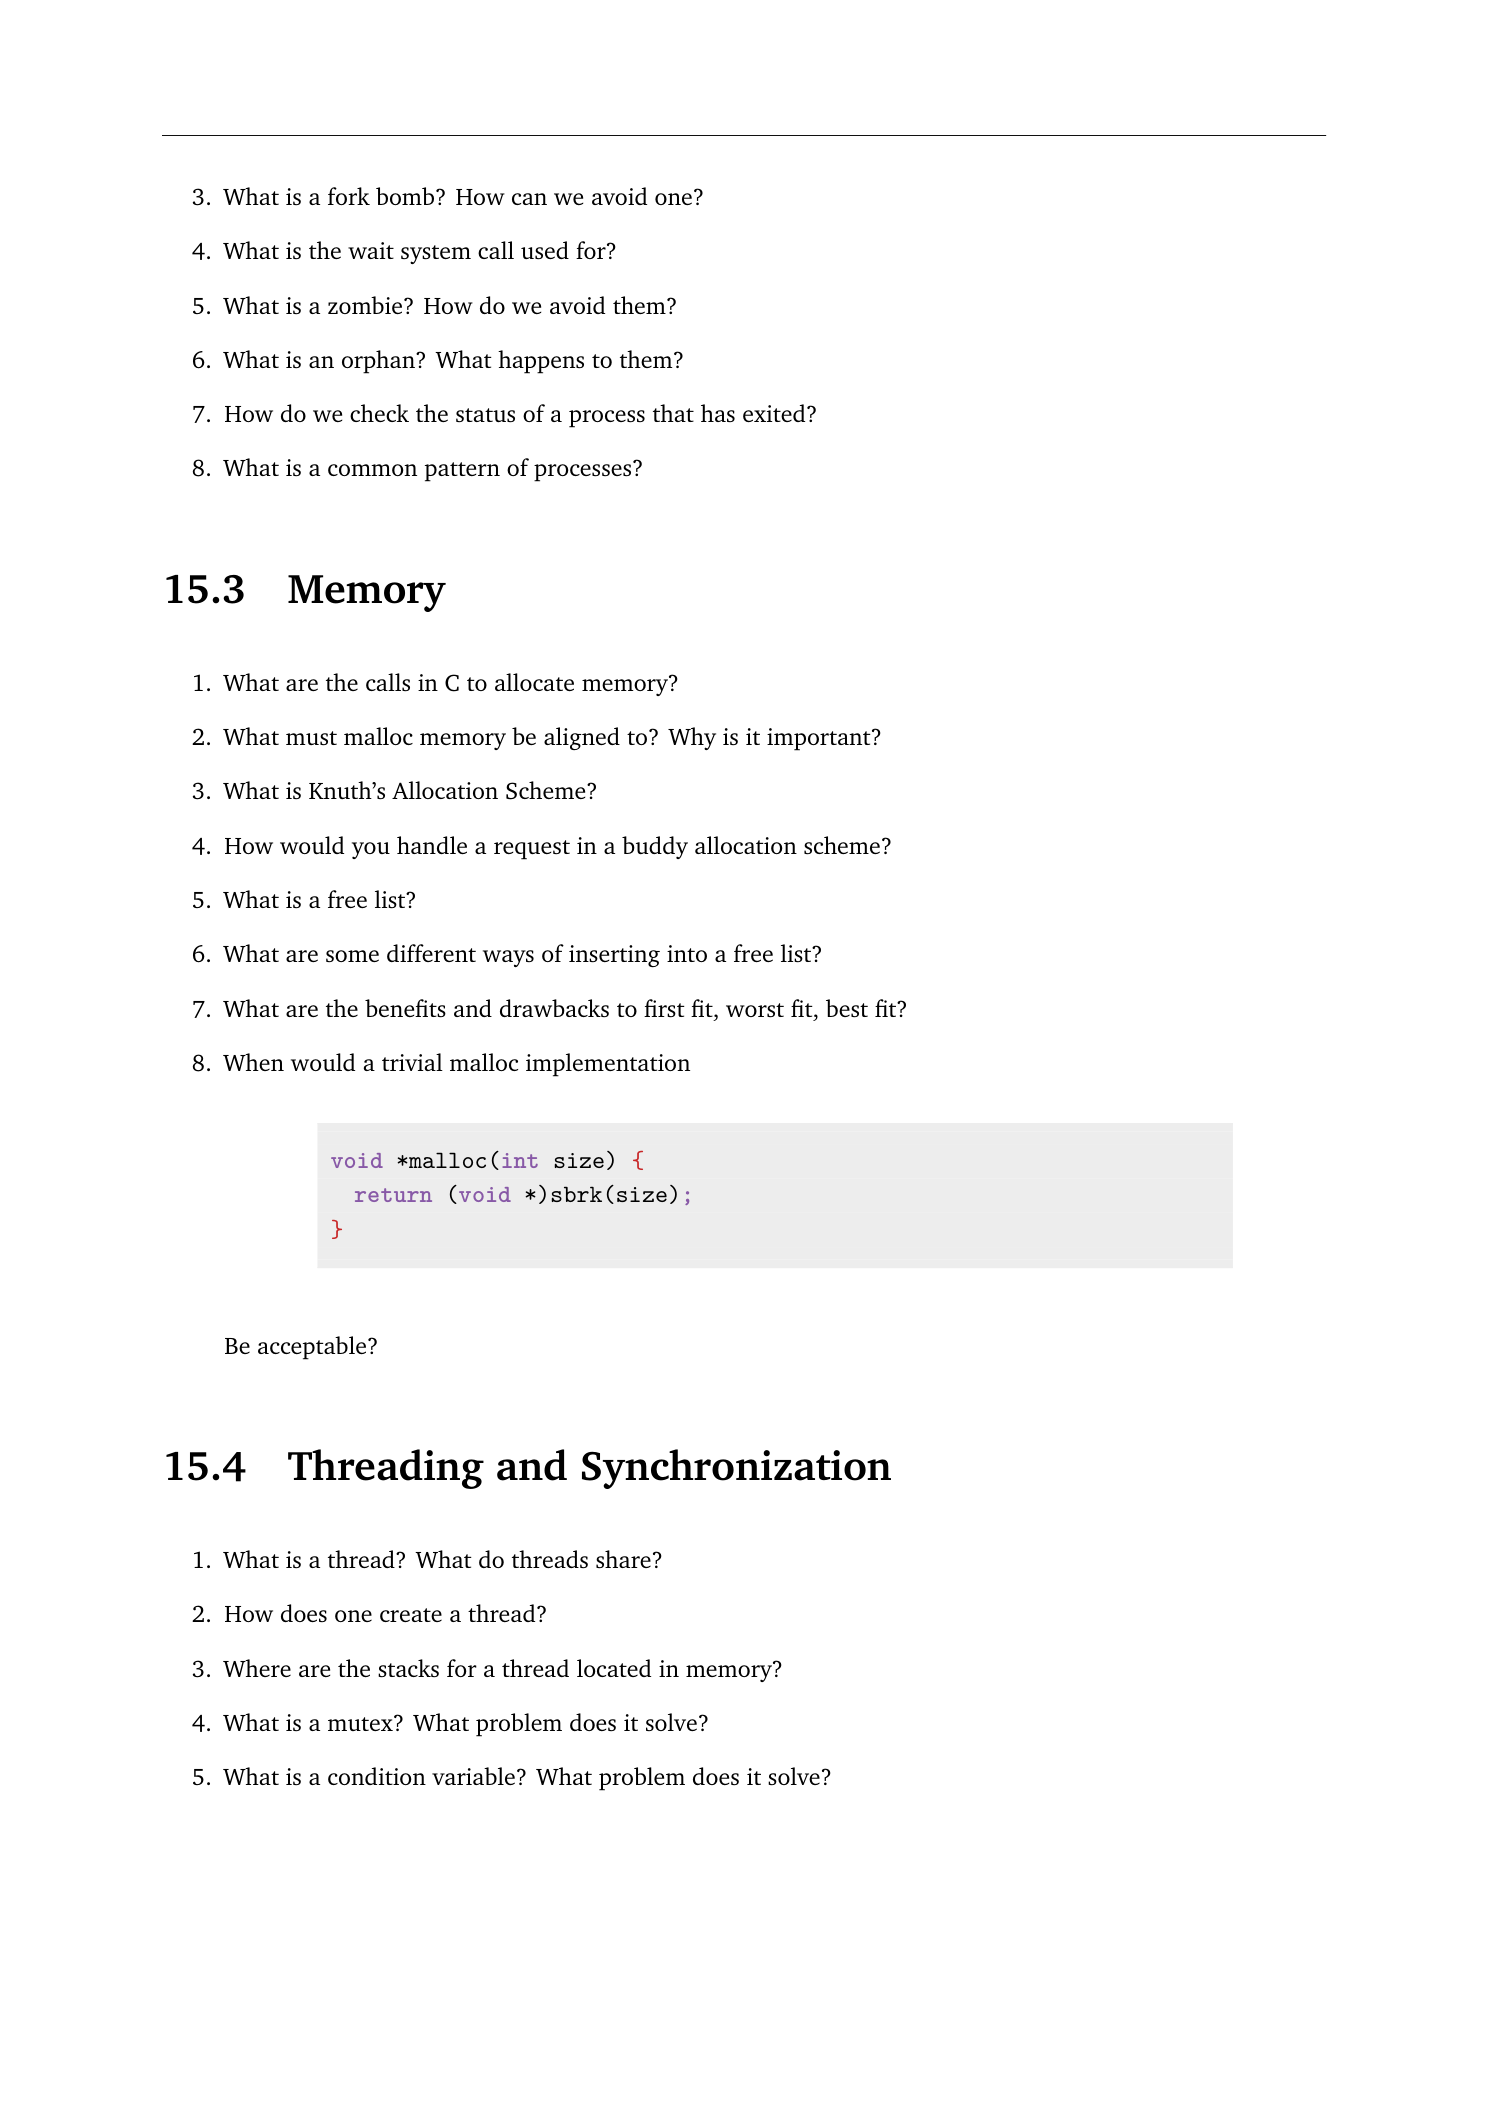 3. What is a fork bomb? How can we avoid one?
4. What is the wait system call used for?
5. What is a zombie? How do we avoid them?
6. What is an orphan? What happens to them?
7. How do we check the status of a process that has exited?
8. What is a common pattern of processes?
15.3 Memory
1. What are the calls in C to allocate memory?
2. What must malloc memory be aligned to? Why is it important?
3. What is Knuth’s Allocation Scheme?
4. How would you handle a request in a buddy allocation scheme?
5. What is a free list?
6. What are some different ways of inserting into a free list?
7. What are the benefits and drawbacks to first fit, worst fit, best fit?
8. When would a trivial malloc implementation
void *malloc(int size) {
  return (void *)sbrk(size);
}
Be acceptable?
15.4 Threading and Synchronization
1. What is a thread? What do threads share?
2. How does one create a thread?
3. Where are the stacks for a thread located in memory?
4. What is a mutex? What problem does it solve?
5. What is a condition variable? What problem does it solve?